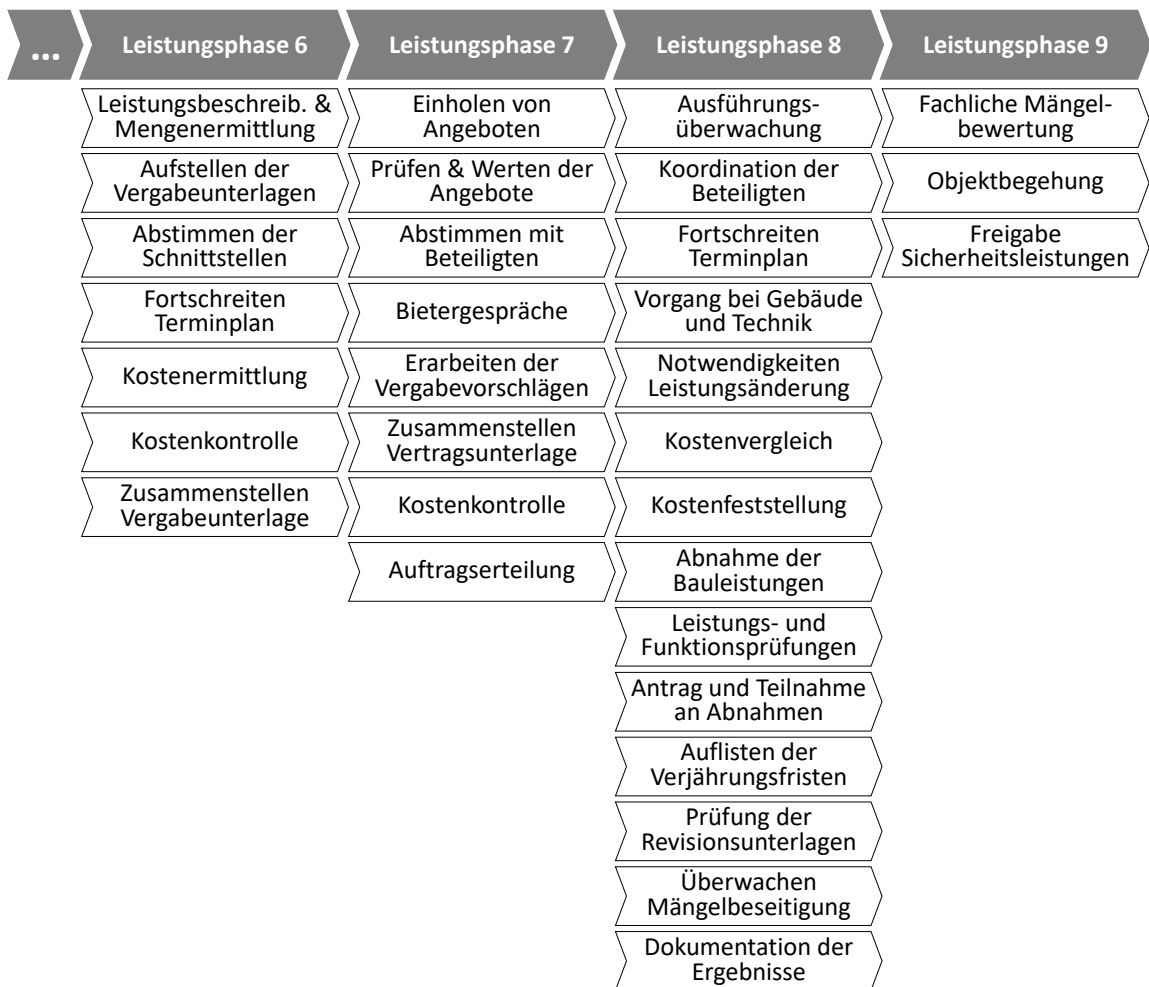 ...
Leistungsphase 6
Leistungsphase 7
Leistungsphase 8
Leistungsphase 9
Leistungsbeschreib. &
Mengenermittlung
Aufstellen der
Vergabeunterlagen
Abstimmen der
Schnittstellen
Fortschreiten
Terminplan
Kostenermittlung
Kostenkontrolle
Zusammenstellen
Vergabeunterlage
Einholen von
Angeboten
Prüfen & Werten der
Angebote
Abstimmen mit
Beteiligten
Bietergespräche
Erarbeiten der
Vergabevorschlägen
Zusammenstellen
Vertragsunterlage
Kostenkontrolle
Auftragserteilung
Ausführungs-
überwachung
Koordination der
Beteiligten
Fortschreiten
Terminplan
Vorgang bei Gebäude
und Technik
Notwendigkeiten
Leistungsänderung
Kostenvergleich
Kostenfeststellung
Abnahme der
Bauleistungen
Leistungs- und
Funktionsprüfungen
Antrag und Teilnahme
an Abnahmen
Auflisten der
Verjährungsfristen
Prüfung der
Revisionsunterlagen
Überwachen
Mängelbeseitigung
Dokumentation der
Ergebnisse
Fachliche Mängel-
bewertung
Objektbegehung
Freigabe
Sicherheitsleistungen